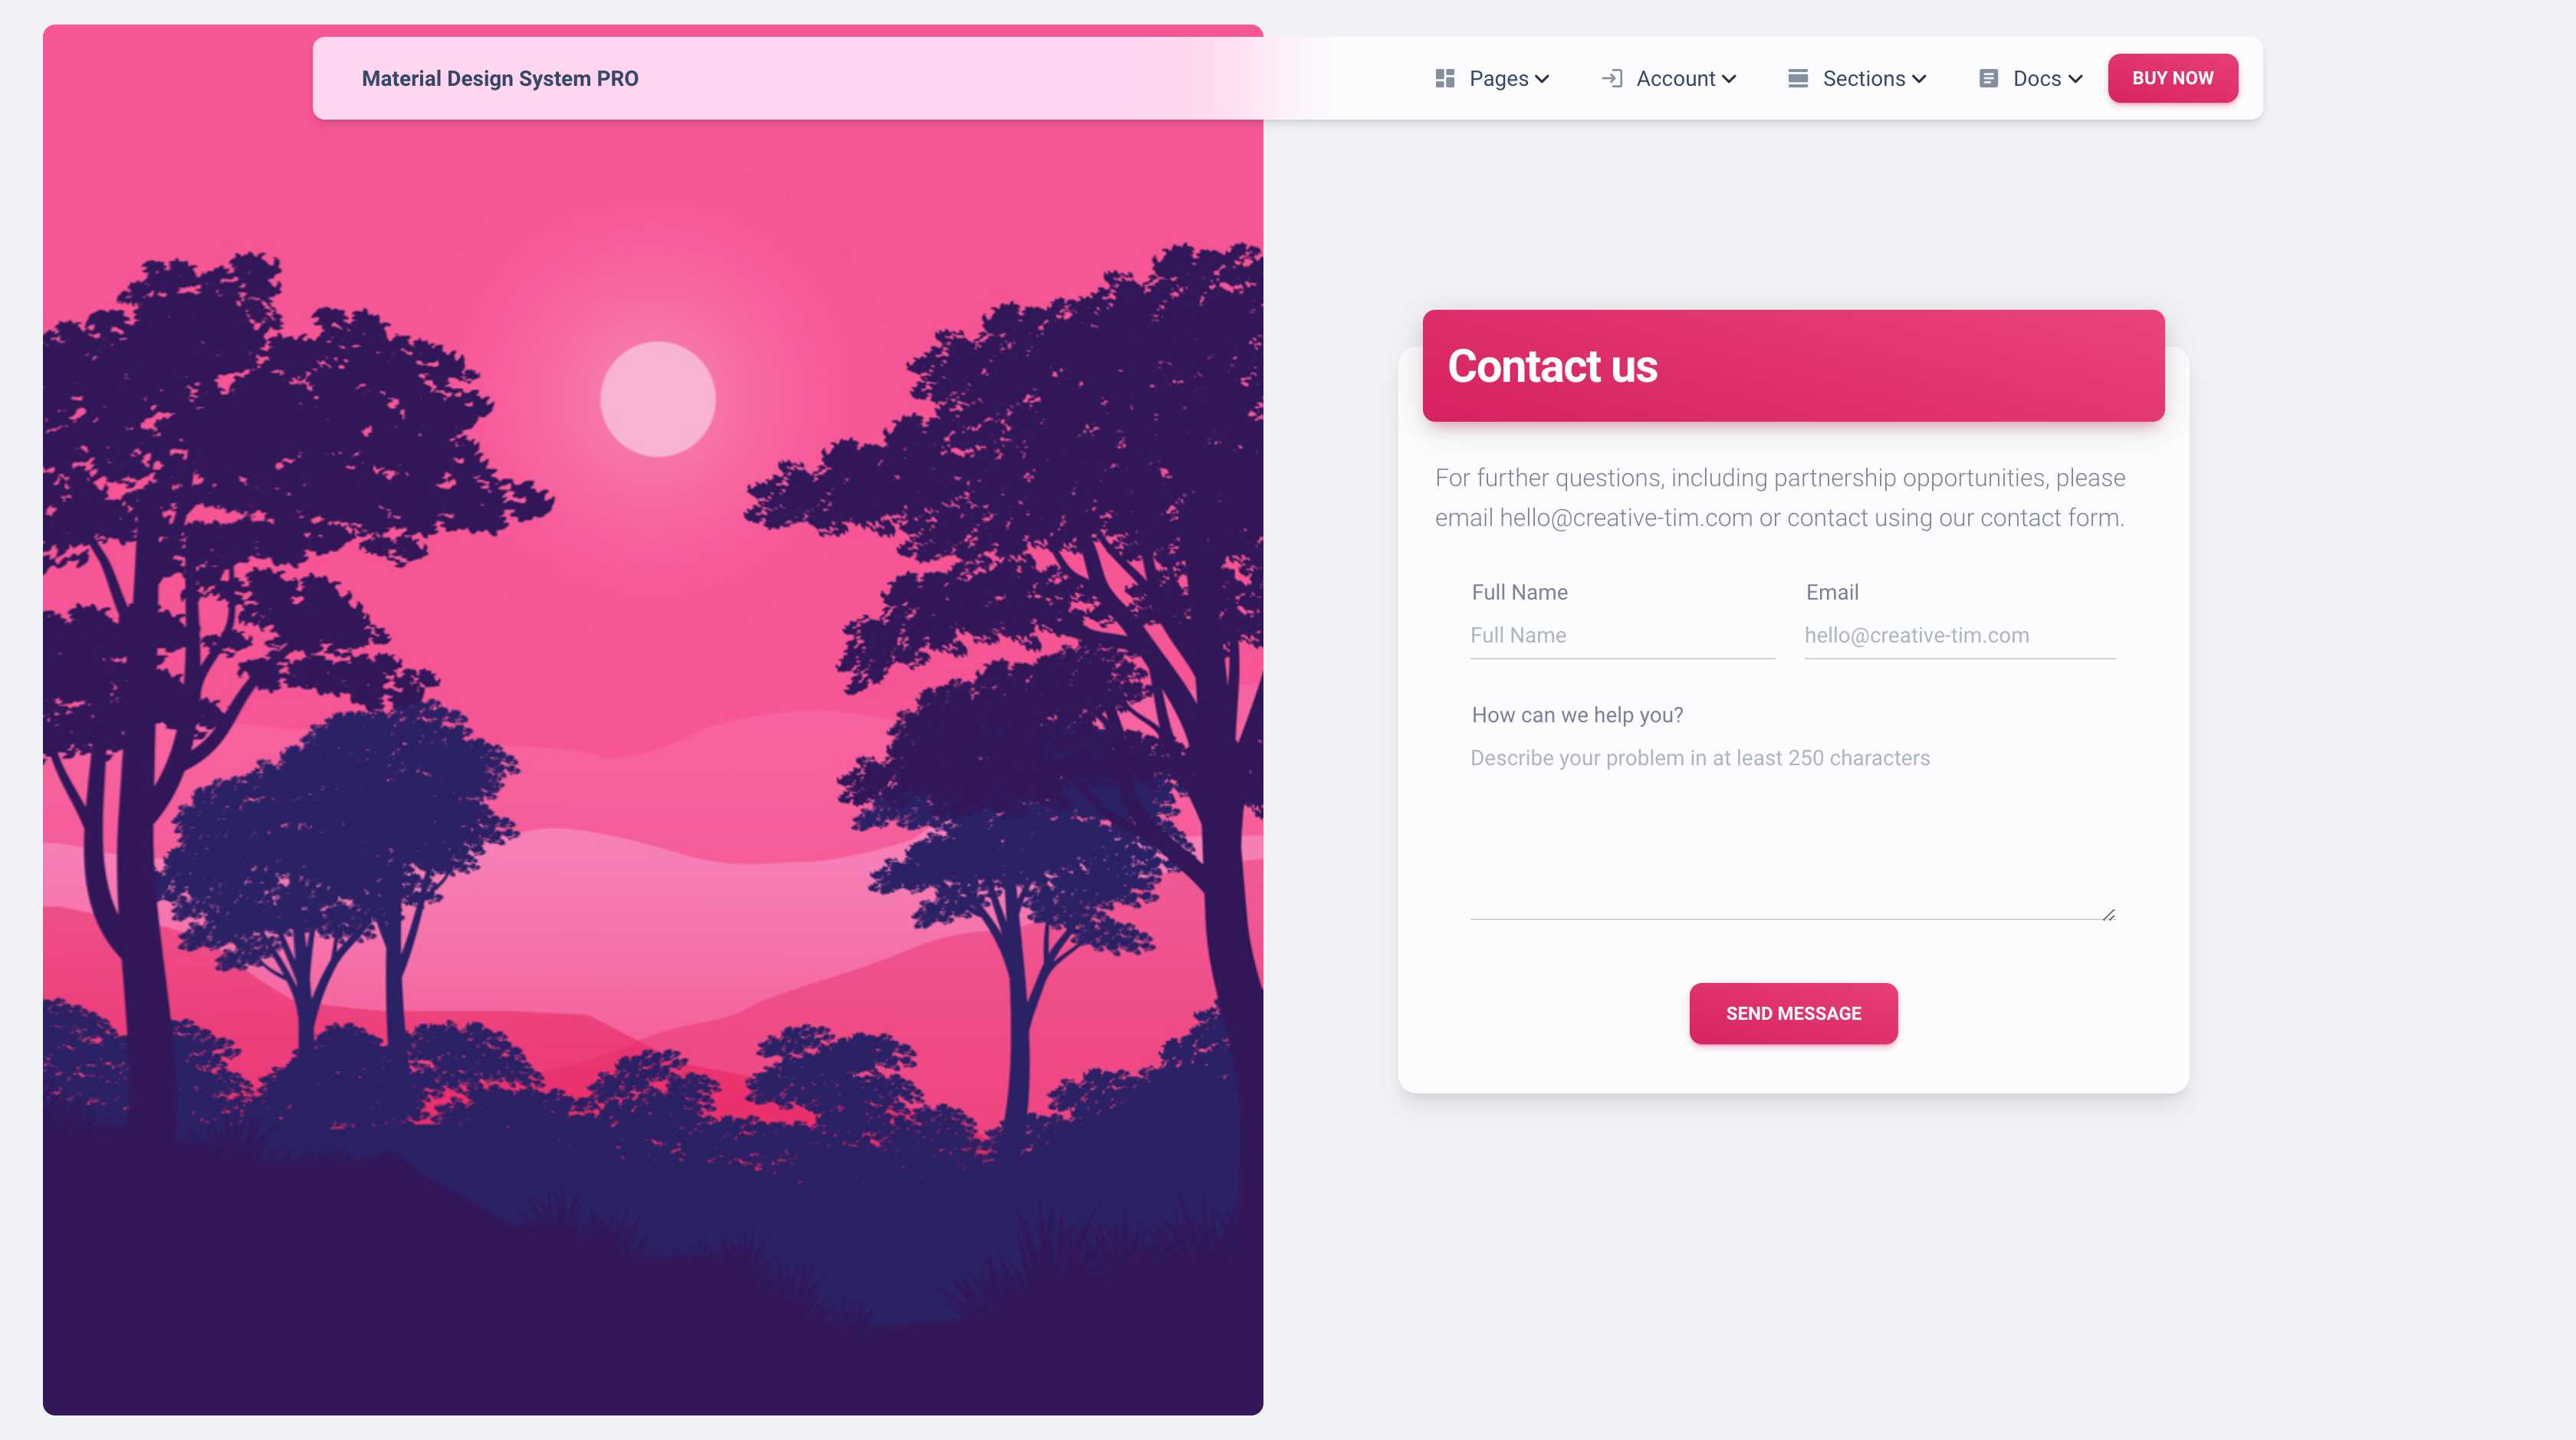 Material Design System PRO
Pages
Account
Sections
Docs
BUY NOW
Contact us
For further questions, including partnership opportunities, please
email hello@creative-tim.com or contact using our contact form.
Full Name
Email
Full Name
hello@creative-tim.com
How can we help you?
Describe your problem in at least 250 characters
SEND MESSAGE